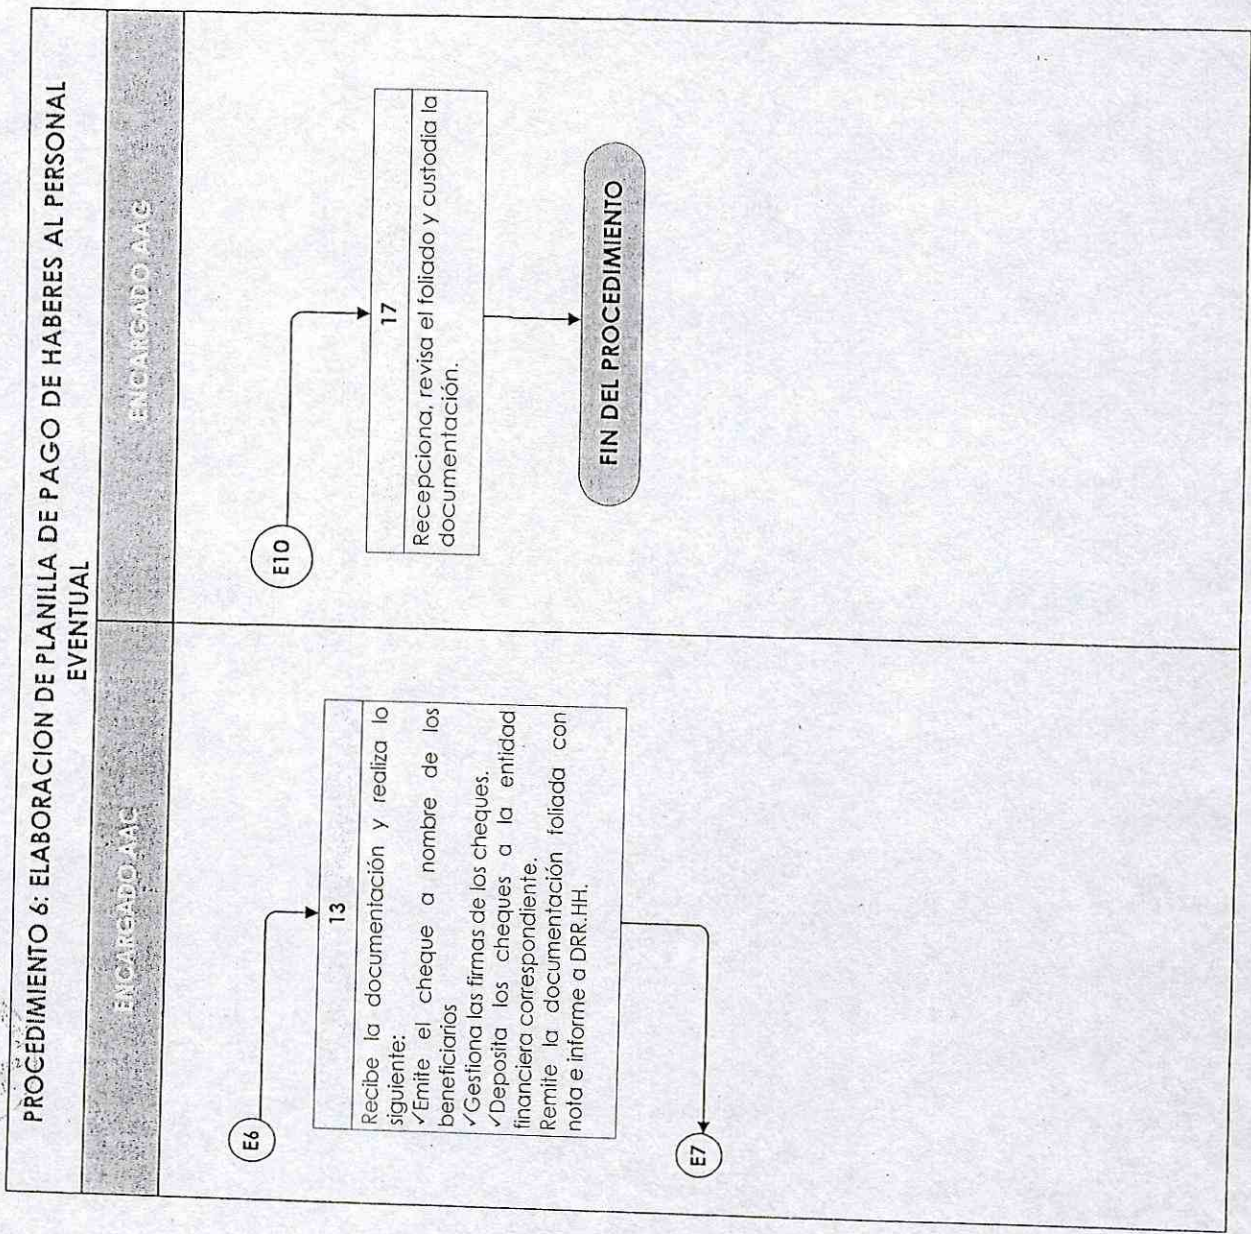 PROCEDIMIENTO 6: ELABORACION DE PLANILLA DE PAGO DE HABERES AL PERSONAL
EVENTUAL
ENCARGADO AAC
E6
13
Recibe la documentación y realiza lo
siguiente:
✓Emite el cheque a nombre de los
beneficiarios
✓Gestiona las firmas de los cheques.
✓Deposita los cheques a la entidad
financiera correspondiente.
Remite la documentación foliada con
nota e informe a DRR.HH.
E7
ENCARGADO AAG
E10
17
Recepciona, revisa el foliado y custodia la
documentación.
FIN DEL PROCEDIMIENTO